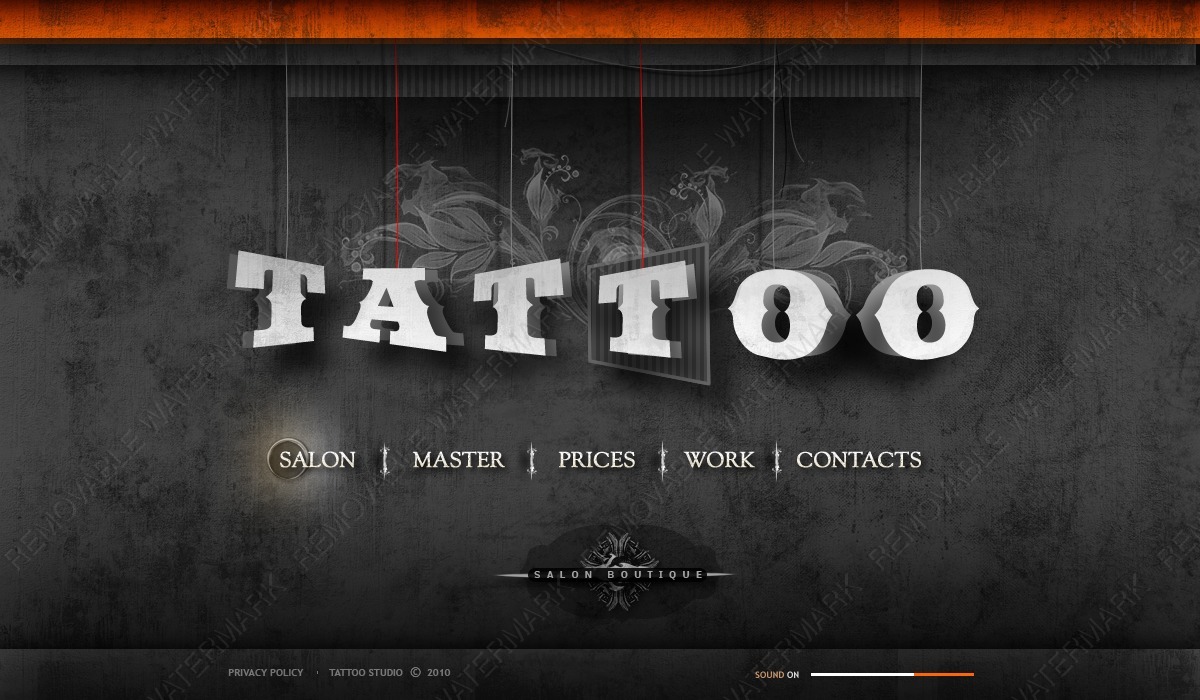 TATTOO
SALON MASTER PRICES WORK CONTACTS
SALON BOUTIQUE
PRIVACY POLICY TATTOO STUDIO © 2010 SOUND ON
REMOVABLE WATERMARK